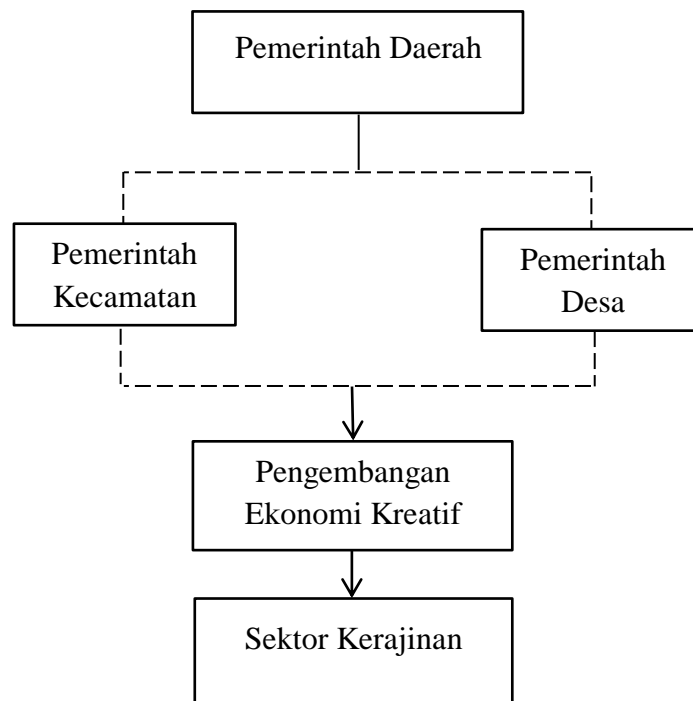 Pemerintah Daerah
Pemerintah
Kecamatan
Pemerintah
Desa
Pengembangan
Ekonomi Kreatif
Sektor Kerajinan